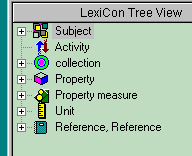 LexiCon Tree View
Subject
Activity
collection
Property
Property measure
Unit
Reference, Reference